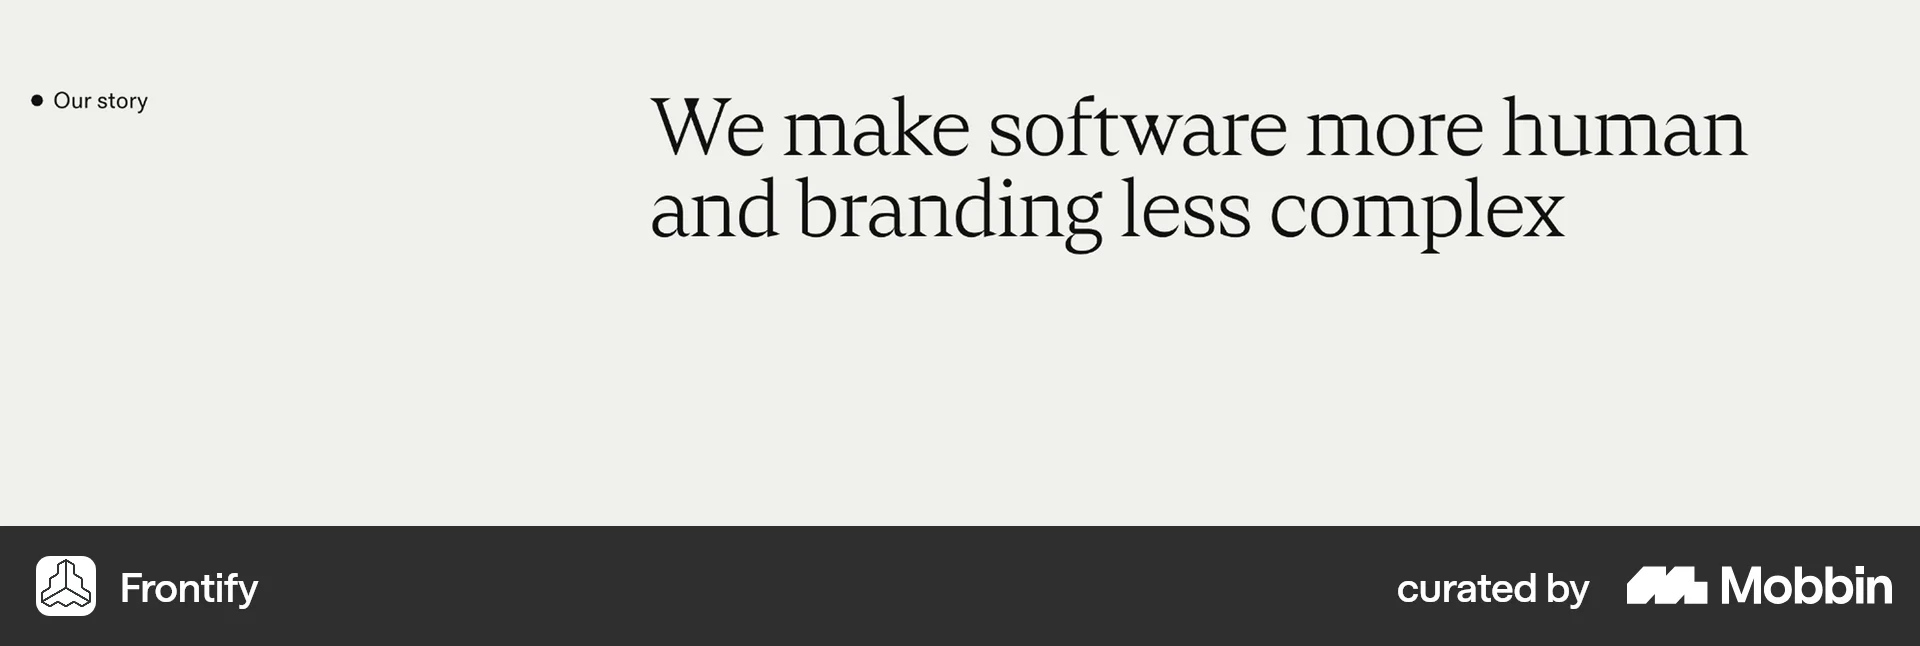 Our story
We make software more human
and branding less complex
Frontify
curated by Mobbin